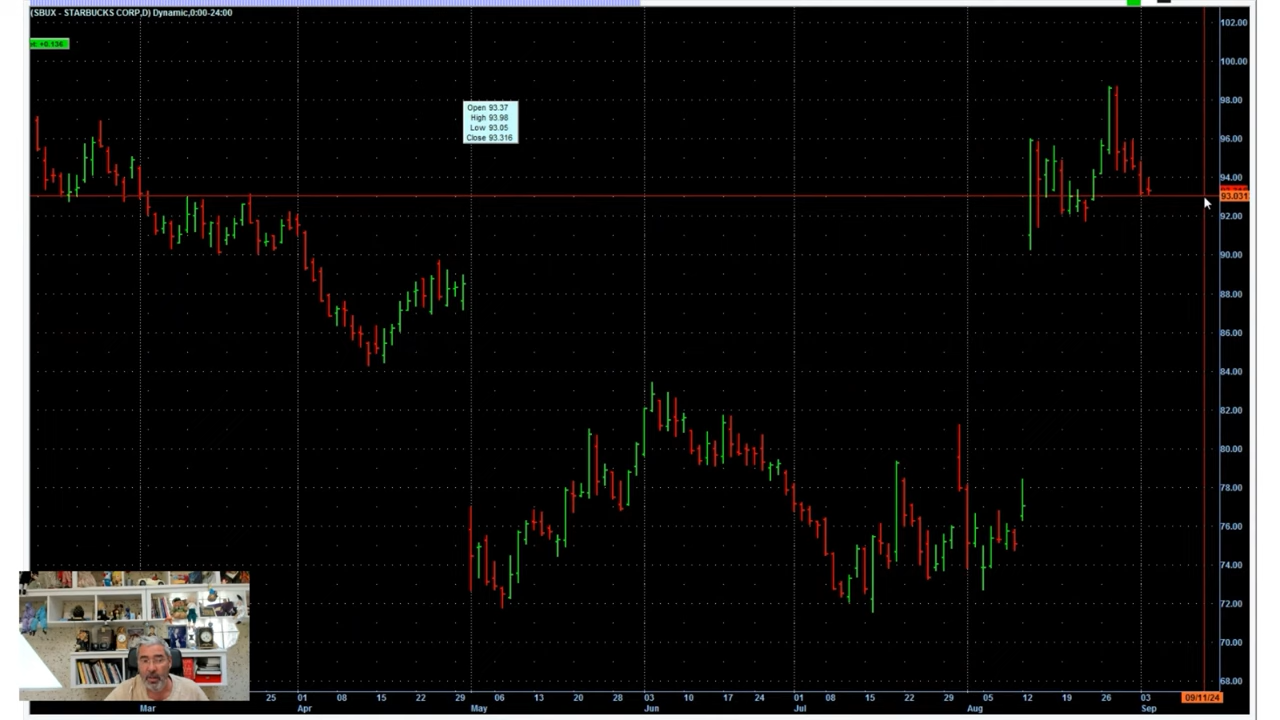 (SBUX - STARBUCKS CORP,D) Dynamic,0:00-24:00
+0.136
Open 93.37
High 93.98
Low 93.05
Close 93.316
102.00
100.00
98.00
96.00
94.00
93.031
92.00
90.00
88.00
86.00
84.00
82.00
80.00
78.00
76.00
74.00
72.00
70.00
68.00
25 01 08 15 22 29 06 13 20 28 03 10 17 24 01 08 15 22 29 05 12 19 26 03 09/11/24
Mar Apr May Jun Jul Aug Sep